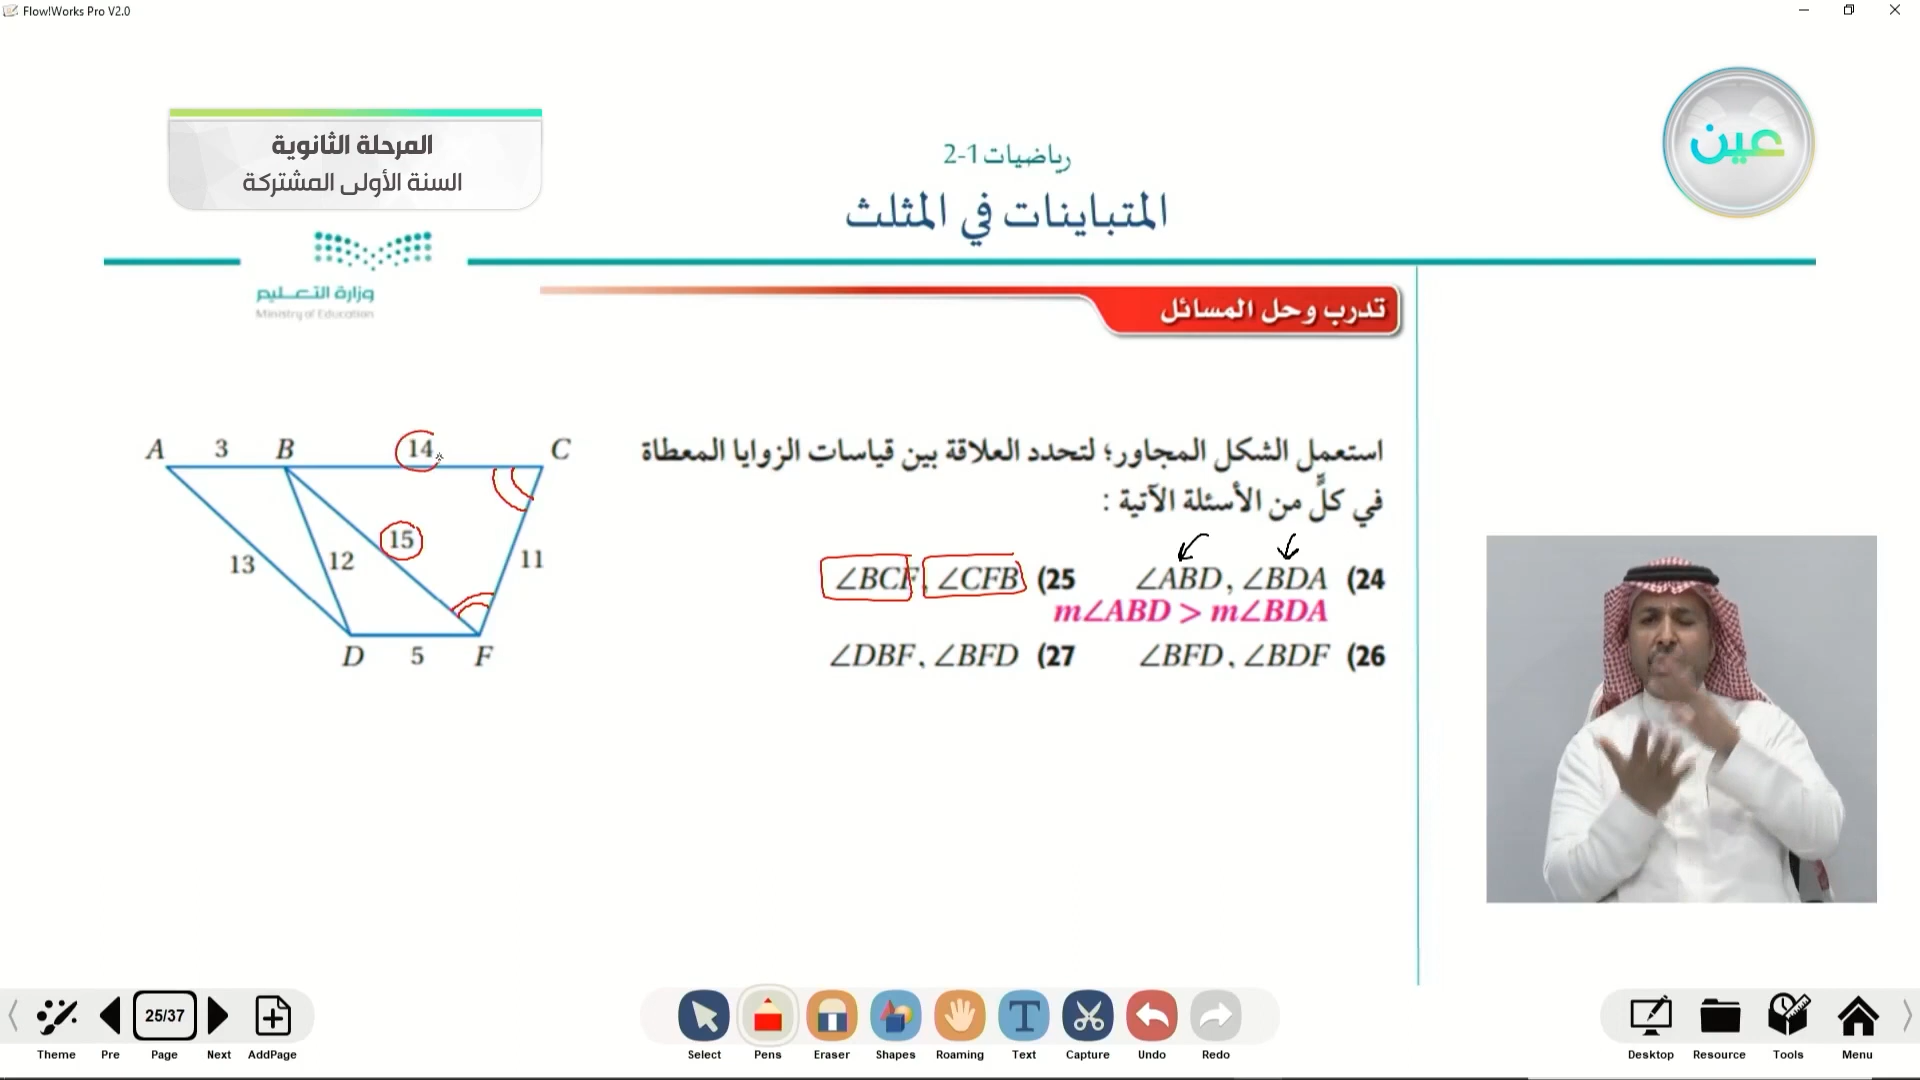 Flow!Works Pro V2.0
المرحلة الثانوية
السنة الأولى المشتركة
رياضيات 1-2
المتباينات في المثلث
عين
وزارة التعـــليم
Ministry of Education
تدرب وحل المسائل
استعمل الشكل المجاور؛ لتحدد العلاقة بين قياسات الزوايا المعطاة
في كلٍّ من الأسئلة الآتية :
24) ∠ABD, ∠BDA
25) ∠BCF, ∠CFB
m∠ABD > m∠BDA
26) ∠BFD, ∠BDF
27) ∠DBF, ∠BFD
A 3 B 14 C
15
13 12 11
D 5 F
25/37
Theme Pre Page Next AddPage
Select Pens Eraser Shapes Roaming Text Capture Undo Redo
Desktop Resource Tools Menu